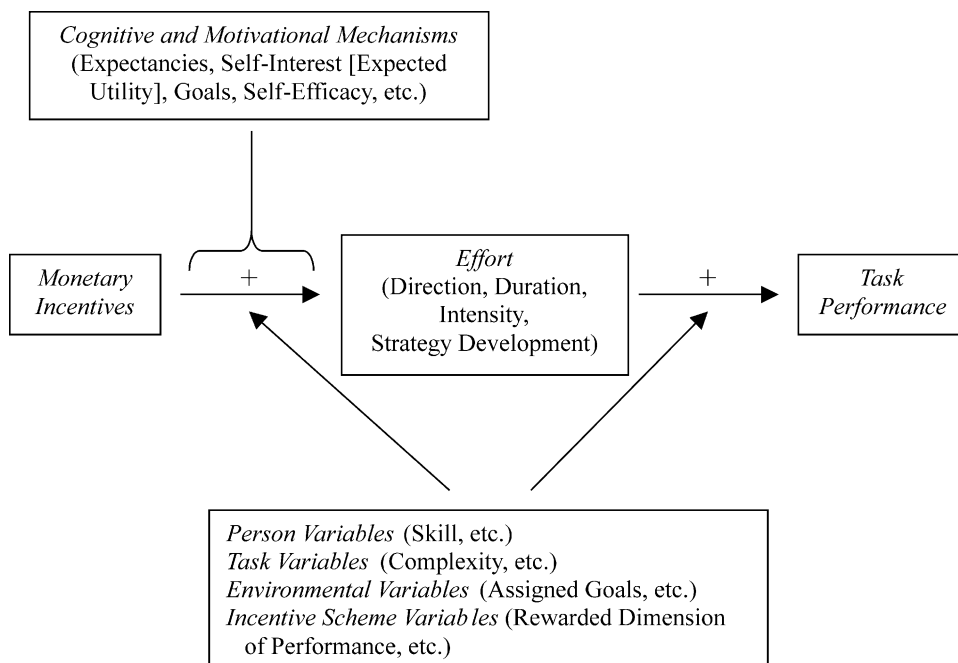 Cognitive and Motivational Mechanisms
(Expectancies, Self-Interest [Expected
Utility], Goals, Self-Efficacy, etc.)
Monetary
Incentives
+
Effort
(Direction, Duration,
Intensity,
Strategy Development)
+
Task
Performance
Person Variables (Skill, etc.)
Task Variables (Complexity, etc.)
Environmental Variables (Assigned Goals, etc.)
Incentive Scheme Variables (Rewarded Dimension
of Performance, etc.)